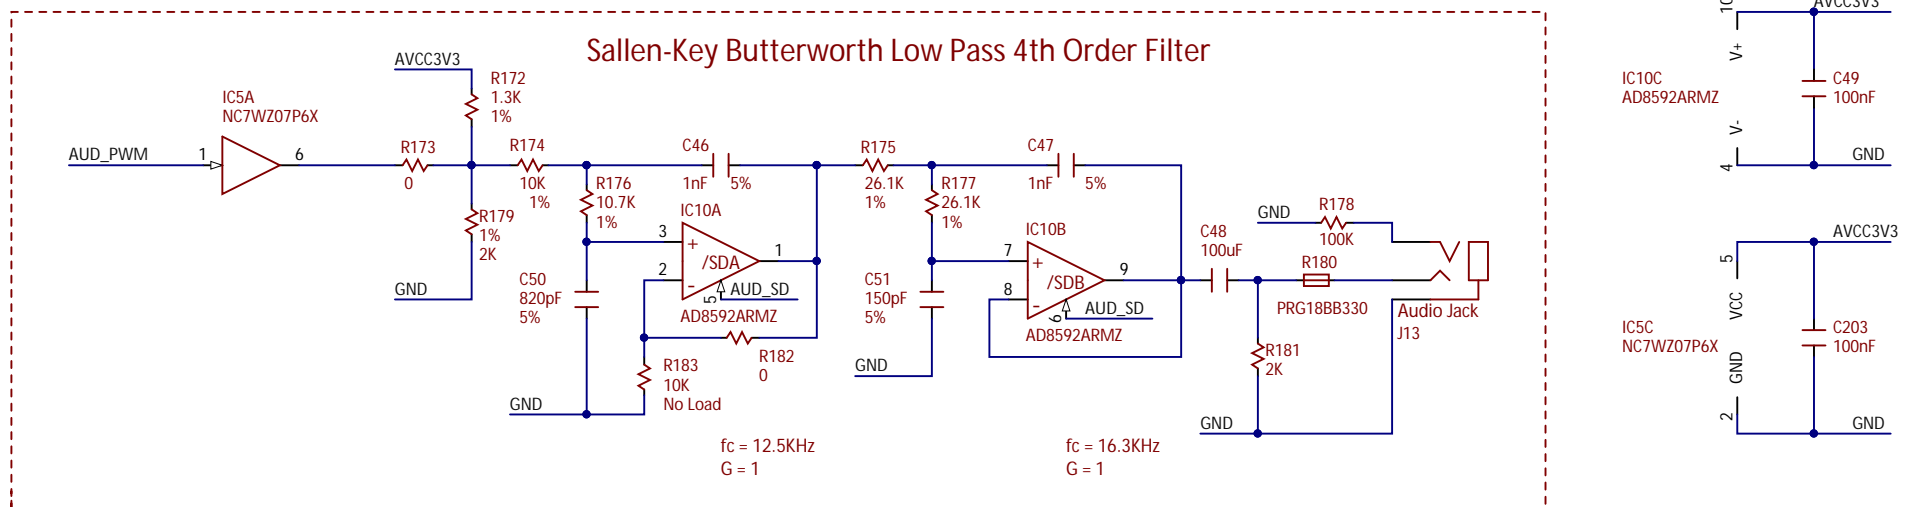 Sallen-Key Butterworth Low Pass 4th Order Filter
AVCC3V3
R172
1.3K
1%
IC5A
NC7WZ07P6X
AUD_PWM
1
6
R173
0
R174
10K
1%
R179
1%
2K
GND
C46
1nF
5%
R176
10.7K
1%
IC10A
3
+
/SDA
1
2
-
5
AUD_SD
AD8592ARMZ
C50
820pF
5%
R182
0
R183
10K
No Load
GND
fc = 12.5KHz
G = 1
R175
26.1K
1%
C47
1nF
5%
R177
26.1K
1%
IC10B
7
+
/SDB
9
8
-
6
AUD_SD
AD8592ARMZ
C51
150pF
5%
GND
fc = 16.3KHz
G = 1
C48
100uF
GND
R178
100K
R180
PRG18BB330
Audio Jack
J13
R181
2K
GND
AVCC3V3
10
V+
IC10C
AD8592ARMZ
C49
100nF
V-
4
GND
AVCC3V3
5
VCC
IC5C
NC7WZ07P6X
C203
100nF
GND
2
GND